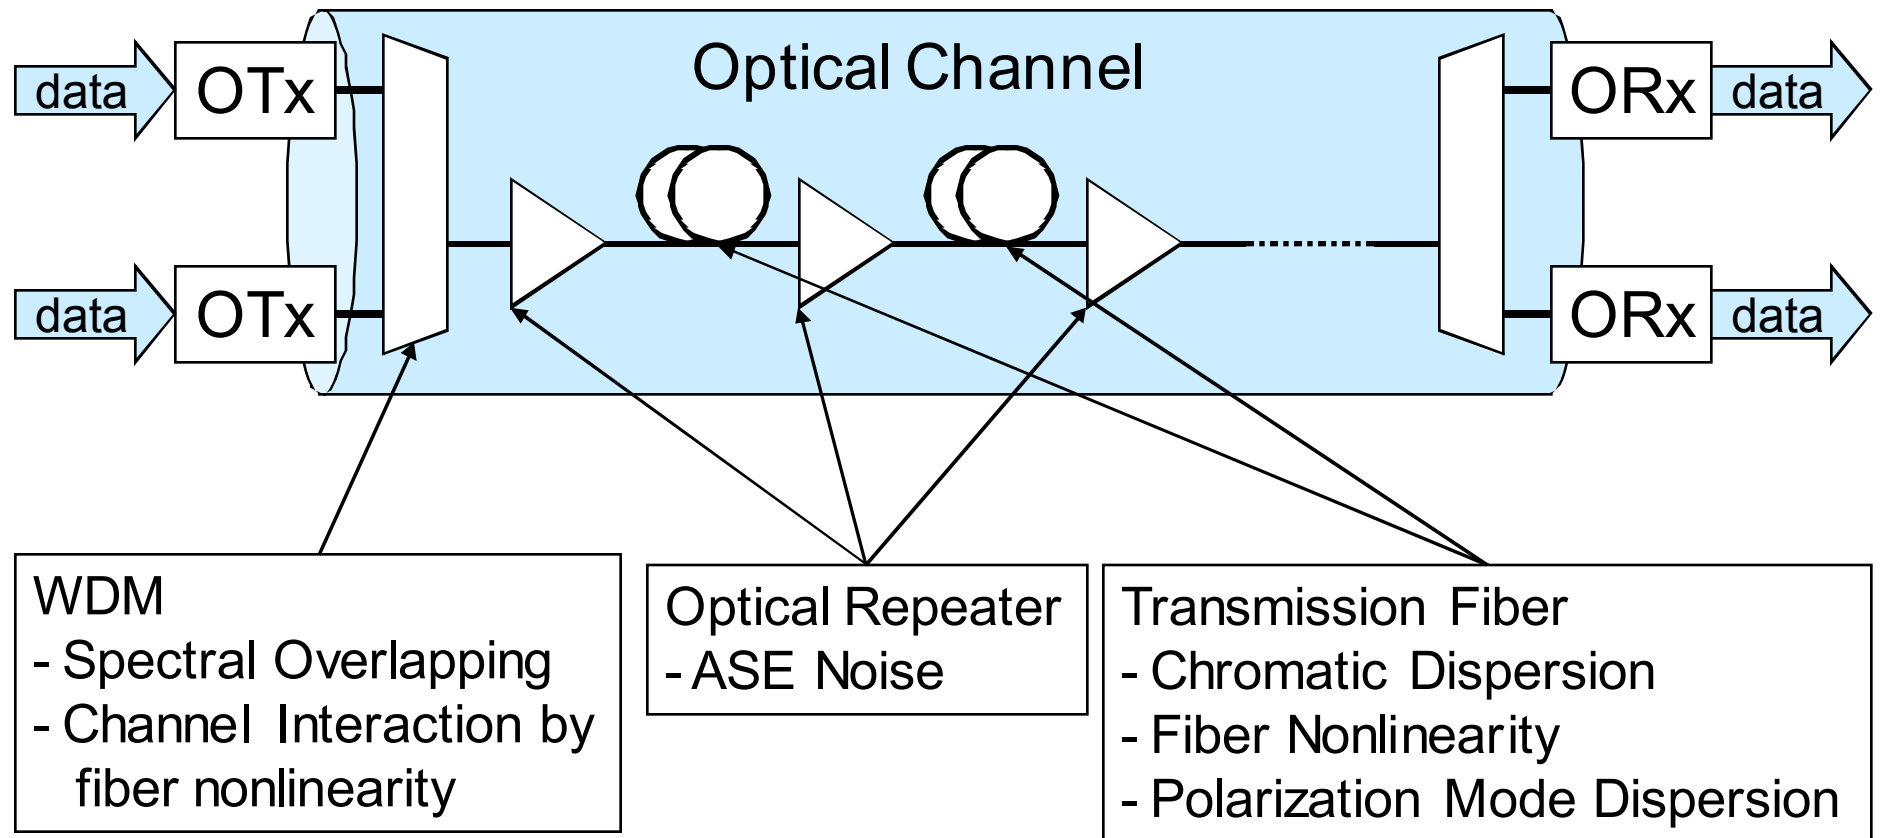 Optical Channel
data
OTx
ORx
data
data
OTx
ORx
data
WDM
- Spectral Overlapping
- Channel Interaction by
fiber nonlinearity
Optical Repeater
- ASE Noise
Transmission Fiber
- Chromatic Dispersion
- Fiber Nonlinearity
- Polarization Mode Dispersion